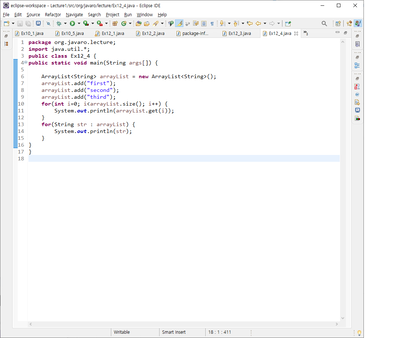 eclipse-workspace - Lecture1/src/org/javaro/lecture/Ex12_4.java - Eclipse IDE
File Edit Source Refactor Navigate Search Project Run Window Help
Ex10_1.java Ex10_5.java Ex12_1.java Ex12_2.java package-inf... Ex12_3.java Ex12_4.java
1 package org.javaro.lecture;
2 import java.util.*;
3 public class Ex12_4 {
4 public static void main(String args[]) {
5
6 ArrayList<String> arrayList = new ArrayList<String>();
7 arrayList.add("first");
8 arrayList.add("second");
9 arrayList.add("third");
10 for(int i=0; i<arrayList.size(); i++) {
11 System.out.println(arrayList.get(i));
12 }
13 for(String str : arrayList) {
14 System.out.println(str);
15 }
16 }
17 }
18
Writable Smart Insert 18 : 1 : 411